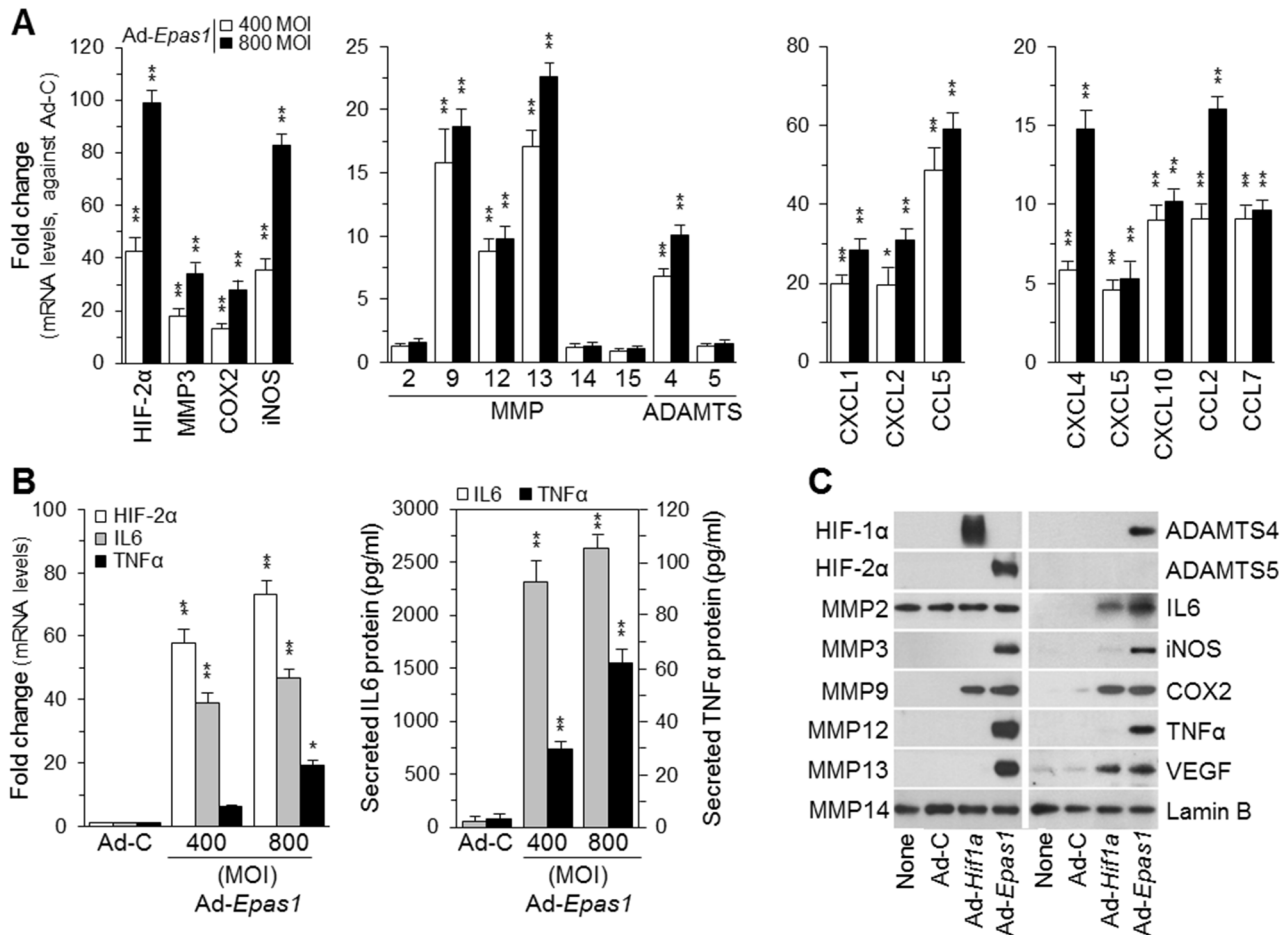 A
Ad-Epas1
400 MOI
800 MOI
Fold change
(mRNA levels, against Ad-C)
120
100
80
60
40
20
0
**
**
**
**
**
**
**
**
HIF-2α
MMP3
COX2
iNOS
25
20
15
10
5
0
**
**
**
**
**
**
**
**
2
9
12
13
14
15
4
5
MMP
ADAMTS
80
60
40
20
0
**
**
*
**
**
**
CXCL1
CXCL2
CCL5
20
15
10
5
0
**
**
**
**
**
**
**
**
**
**
CXCL4
CXCL5
CXCL10
CCL2
CCL7
B
Fold change (mRNA levels)
100
80
60
40
20
0
HIF-2α
IL6
TNFα
**
**
**
**
*
Ad-C
400
800
(MOI)
Ad-Epas1
IL6
TNFα
Secreted IL6 protein (pg/ml)
3000
2500
2000
1500
1000
500
0
**
**
**
**
120
100
80
60
40
20
0
Secreted TNFα protein (pg/ml)
Ad-C
400
800
(MOI)
Ad-Epas1
C
HIF-1α
HIF-2α
MMP2
MMP3
MMP9
MMP12
MMP13
MMP14
ADAMTS4
ADAMTS5
IL6
iNOS
COX2
TNFα
VEGF
Lamin B
None
Ad-C
Ad-Hif1a
Ad-Epas1
None
Ad-C
Ad-Hif1a
Ad-Epas1